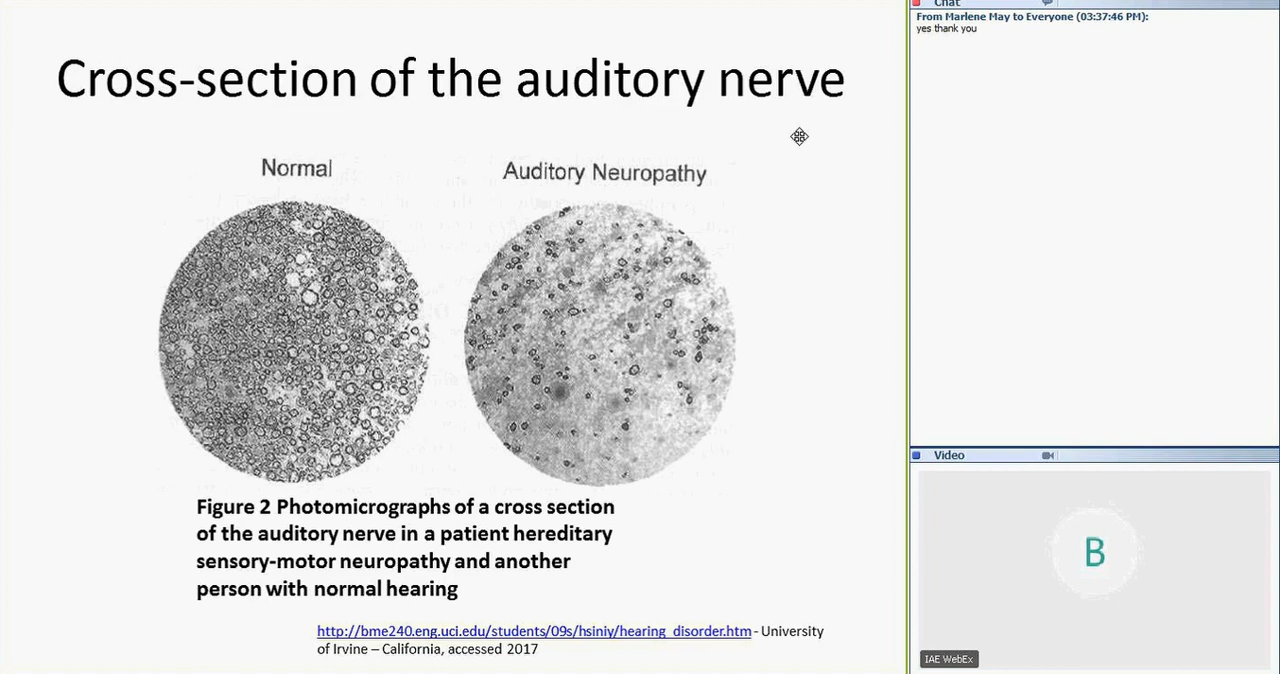 Cross-section of the auditory nerve
Normal
Auditory Neuropathy
Figure 2 Photomicrographs of a cross section
of the auditory nerve in a patient hereditary
sensory-motor neuropathy and another
person with normal hearing
http://bme240.eng.uci.edu/students/09s/hsiniy/hearing_disorder.htm - University
of Irvine – California, accessed 2017
Chat
From Marlene May to Everyone (03:37:46 PM):
yes thank you
Video
B
IAE WebEx